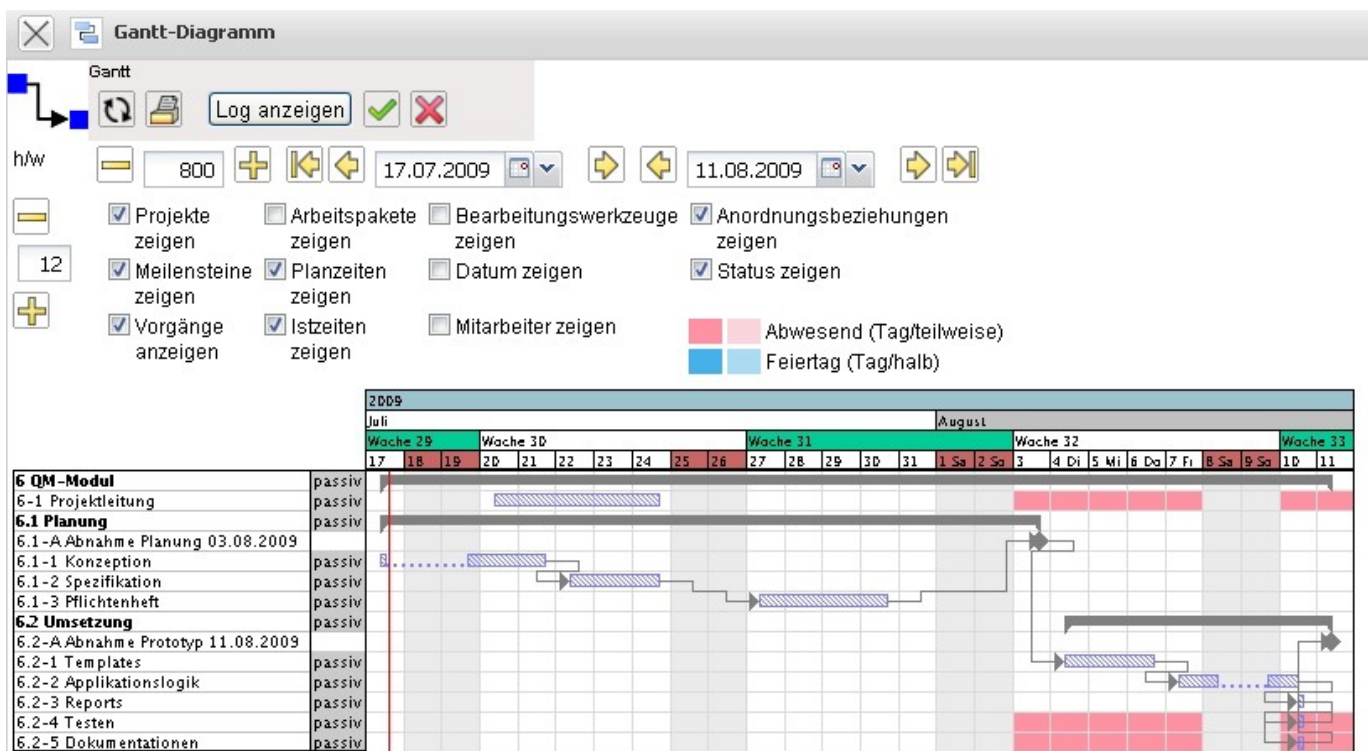 Gantt-Diagramm
Gantt
Log anzeigen
h/w
800 17.07.2009 11.08.2009
Projekte zeigen
Arbeitspakete zeigen
Bearbeitungswerkzeuge zeigen
Anordnungsbeziehungen zeigen
12
Meilensteine zeigen
Planzeiten zeigen
Datum zeigen
Status zeigen
Vorgänge anzeigen
Istzeiten zeigen
Mitarbeiter zeigen
Abwesend (Tag/teilweise)
Feiertag (Tag/halb)
2009
Juli August
Woche 29 Woche 30 Woche 31 Woche 32 Woche 33
17 18 19 20 21 22 23 24 25 26 27 28 29 30 31 1 Sa 2 So 3 4 Di 5 Mi 6 Do 7 Fr 8 Sa 9 So 10 11
6 QM-Modul passiv
6-1 Projektleitung passiv
6.1 Planung passiv
6.1-A Abnahme Planung 03.08.2009
6.1-1 Konzeption passiv
6.1-2 Spezifikation passiv
6.1-3 Pflichtenheft passiv
6.2 Umsetzung passiv
6.2-A Abnahme Prototyp 11.08.2009
6.2-1 Templates passiv
6.2-2 Applikationslogik passiv
6.2-3 Reports passiv
6.2-4 Testen passiv
6.2-5 Dokumentationen passiv